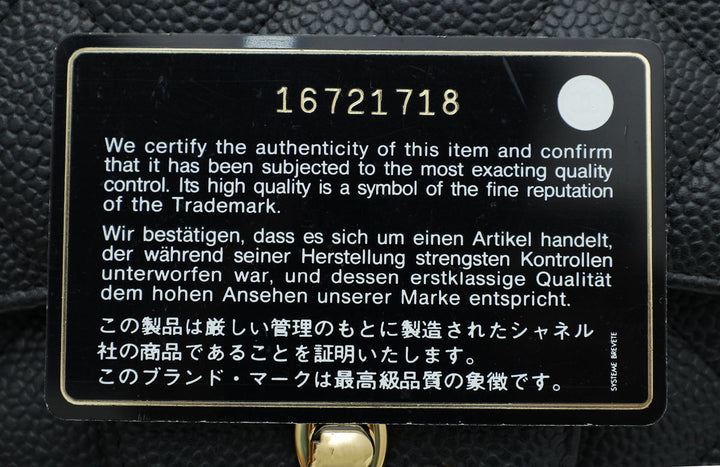 16721718
We certify the authenticity of this item and confirm
that it has been subjected to the most exacting quality
control. Its high quality is a symbol of the fine reputation
of the Trademark.
Wir bestätigen, dass es sich um einen Artikel handelt,
der während seiner Herstellung strengsten Kontrollen
unterworfen war, und dessen erstklassige Qualität
dem hohen Ansehen unserer Marke entspricht.
この製品は厳しい管理のもとに製造されたシャネル
社の商品であることを証明いたします。
このブランド・マークは最高級品質の象徴です。
SYSTEME BREVETE